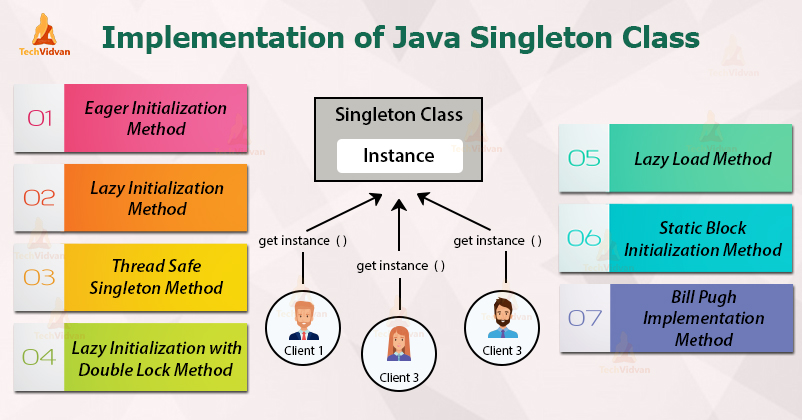 Implementation of Java Singleton Class
TechVidvan
01
Eager Initialization
Method
02
Lazy Initialization
Method
03
Thread Safe
Singleton Method
04
Lazy Initialization with
Double Lock Method
Singleton Class
Instance
get instance ( )
get instance ( )
get instance ( )
Client 1
Client 3
Client 3
05
Lazy Load Method
06
Static Block
Initialization Method
07
Bill Pugh
Implementation
Method
TechVidvan
TechVidvan
TechVidvan
TechVidvan